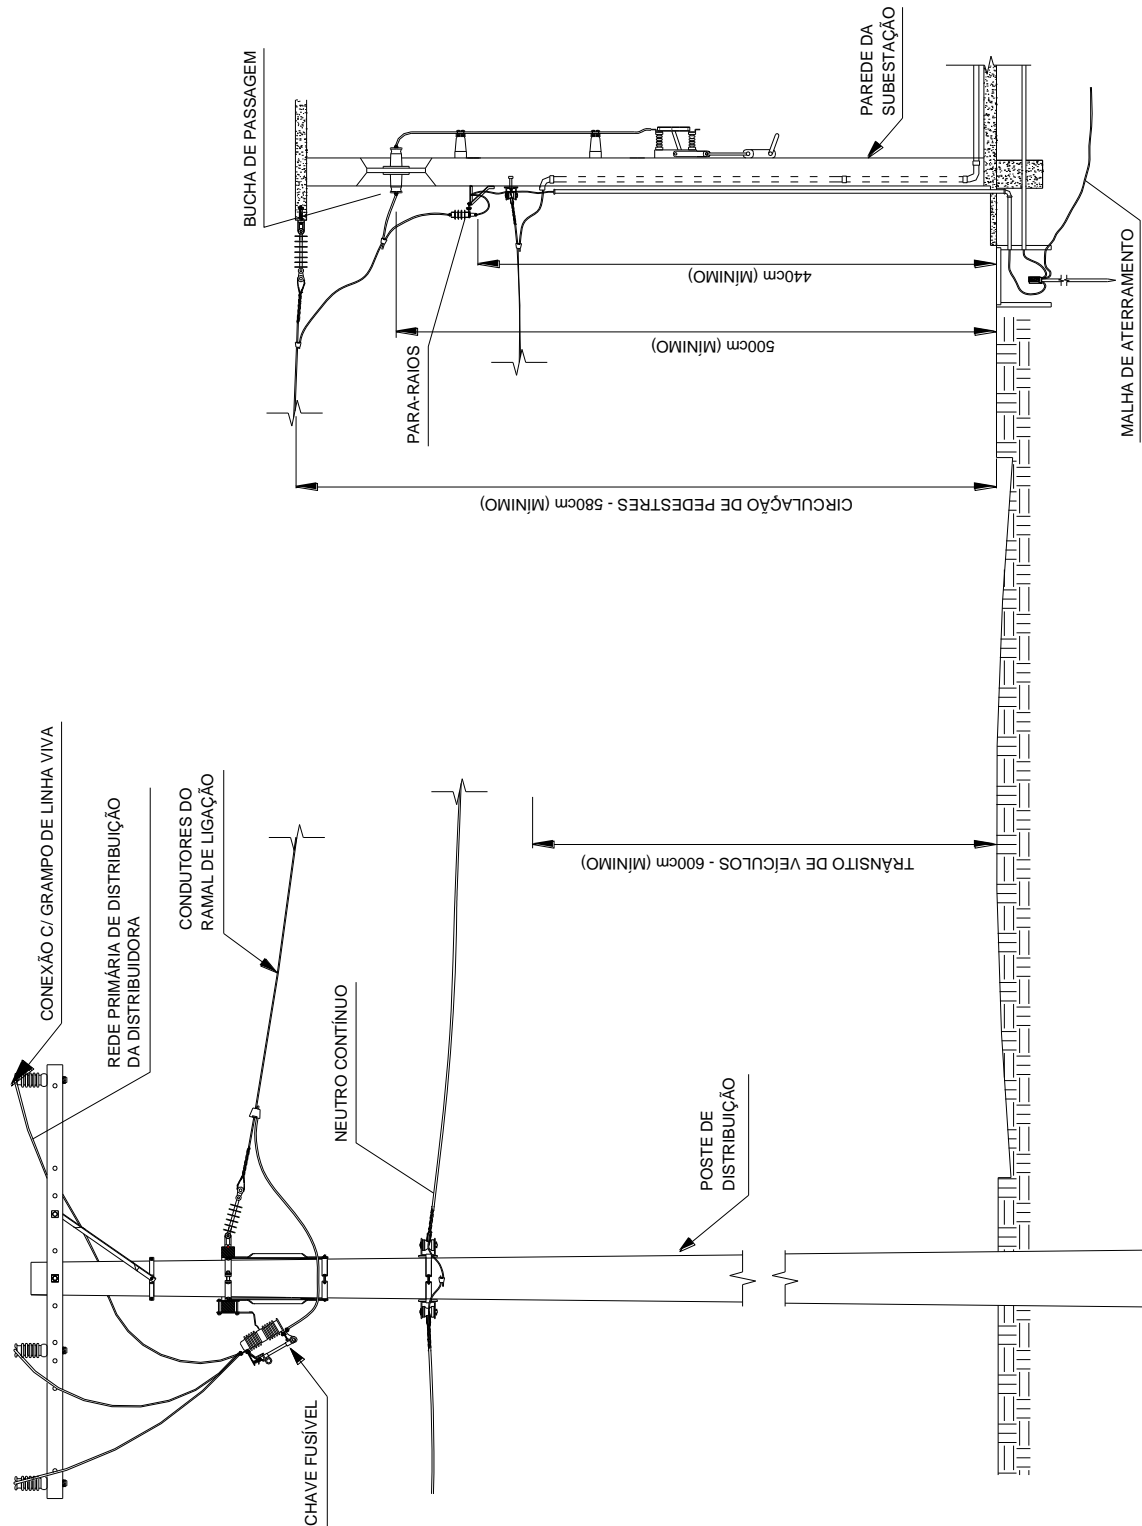 CONEXÃO C/ GRAMPO DE LINHA VIVA
REDE PRIMÁRIA DE DISTRIBUIÇÃO
DA DISTRIBUIDORA
CONDUTORES DO
RAMAL DE LIGAÇÃO
NEUTRO CONTÍNUO
CHAVE FUSÍVEL
POSTE DE
DISTRIBUIÇÃO
TRÂNSITO DE VEÍCULOS - 600cm (MÍNIMO)
CIRCULAÇÃO DE PEDESTRES - 580cm (MÍNIMO)
500cm (MÍNIMO)
440cm (MÍNIMO)
BUCHA DE PASSAGEM
PARA-RAIOS
PAREDE DA
SUBESTAÇÃO
MALHA DE ATERRAMENTO